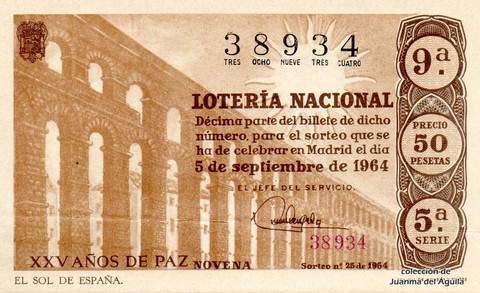 38934
TRES OCHO NUEVE TRES CUATRO
9ª
LOTERÍA NACIONAL
Décima parte del billete de dicho
número, para el sorteo que se
ha de celebrar en Madrid el día
5 de septiembre de 1964
EL JEFE DEL SERVICIO.
PRECIO
50
PESETAS
5ª
SERIE
38934
XXV AÑOS DE PAZ
NOVENA
Sorteo nº 25 de 1964
EL SOL DE ESPAÑA.
colección de
Juanma del Águila